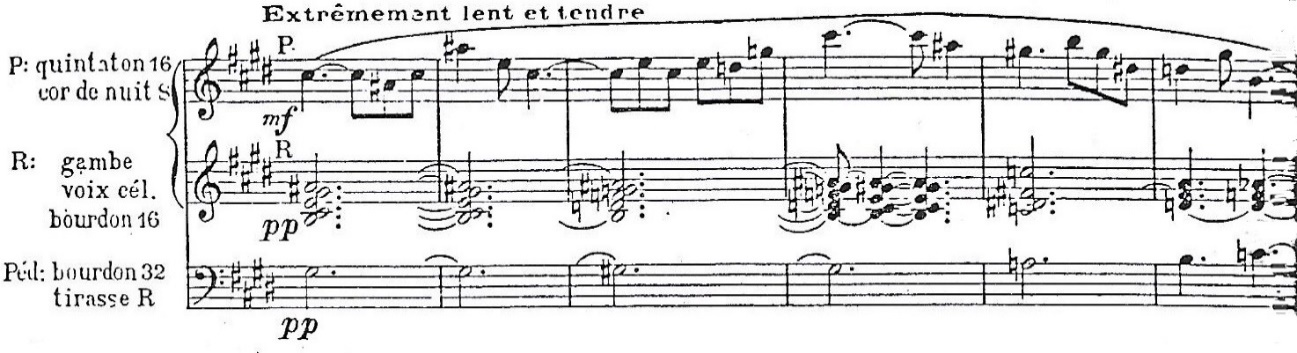 Extrêmement lent et tendre
P: quintaton 16
cor de nuit 8
P
mf
R: gambe
voix cél.
bourdon 16
R
pp
Péd: bourdon 32
tirasse R
pp